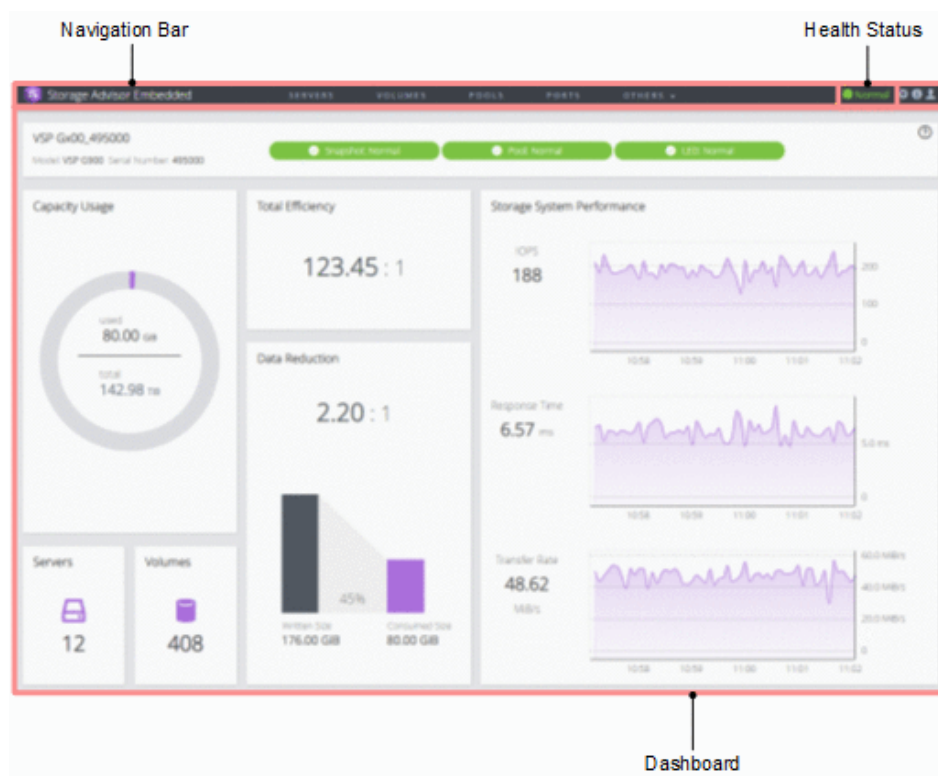 Navigation Bar
Health Status
Storage Advisor Embedded
SERVERS
VOLUMES
POOLS
PORTS
OTHERS
Normal
VSP Gx00_495000
Model: VSP G900 Serial Number: 495000
Snapshot Normal
Pool Normal
LED Normal
Capacity Usage
used
80.00 GiB
total
142.98 TiB
Total Efficiency
123.45 : 1
Data Reduction
2.20 : 1
45%
Written Size
176.00 GiB
Consumed Size
80.00 GiB
Servers
12
Volumes
408
Storage System Performance
IOPS
188
200
100
0
10:58 10:59 11:00 11:01 11:02
Response Time
6.57 ms
5.0 ms
0
10:58 10:59 11:00 11:01 11:02
Transfer Rate
48.62
MiB/s
60.0 MiB/s
40.0 MiB/s
20.0 MiB/s
0
10:58 10:59 11:00 11:01 11:02
Dashboard